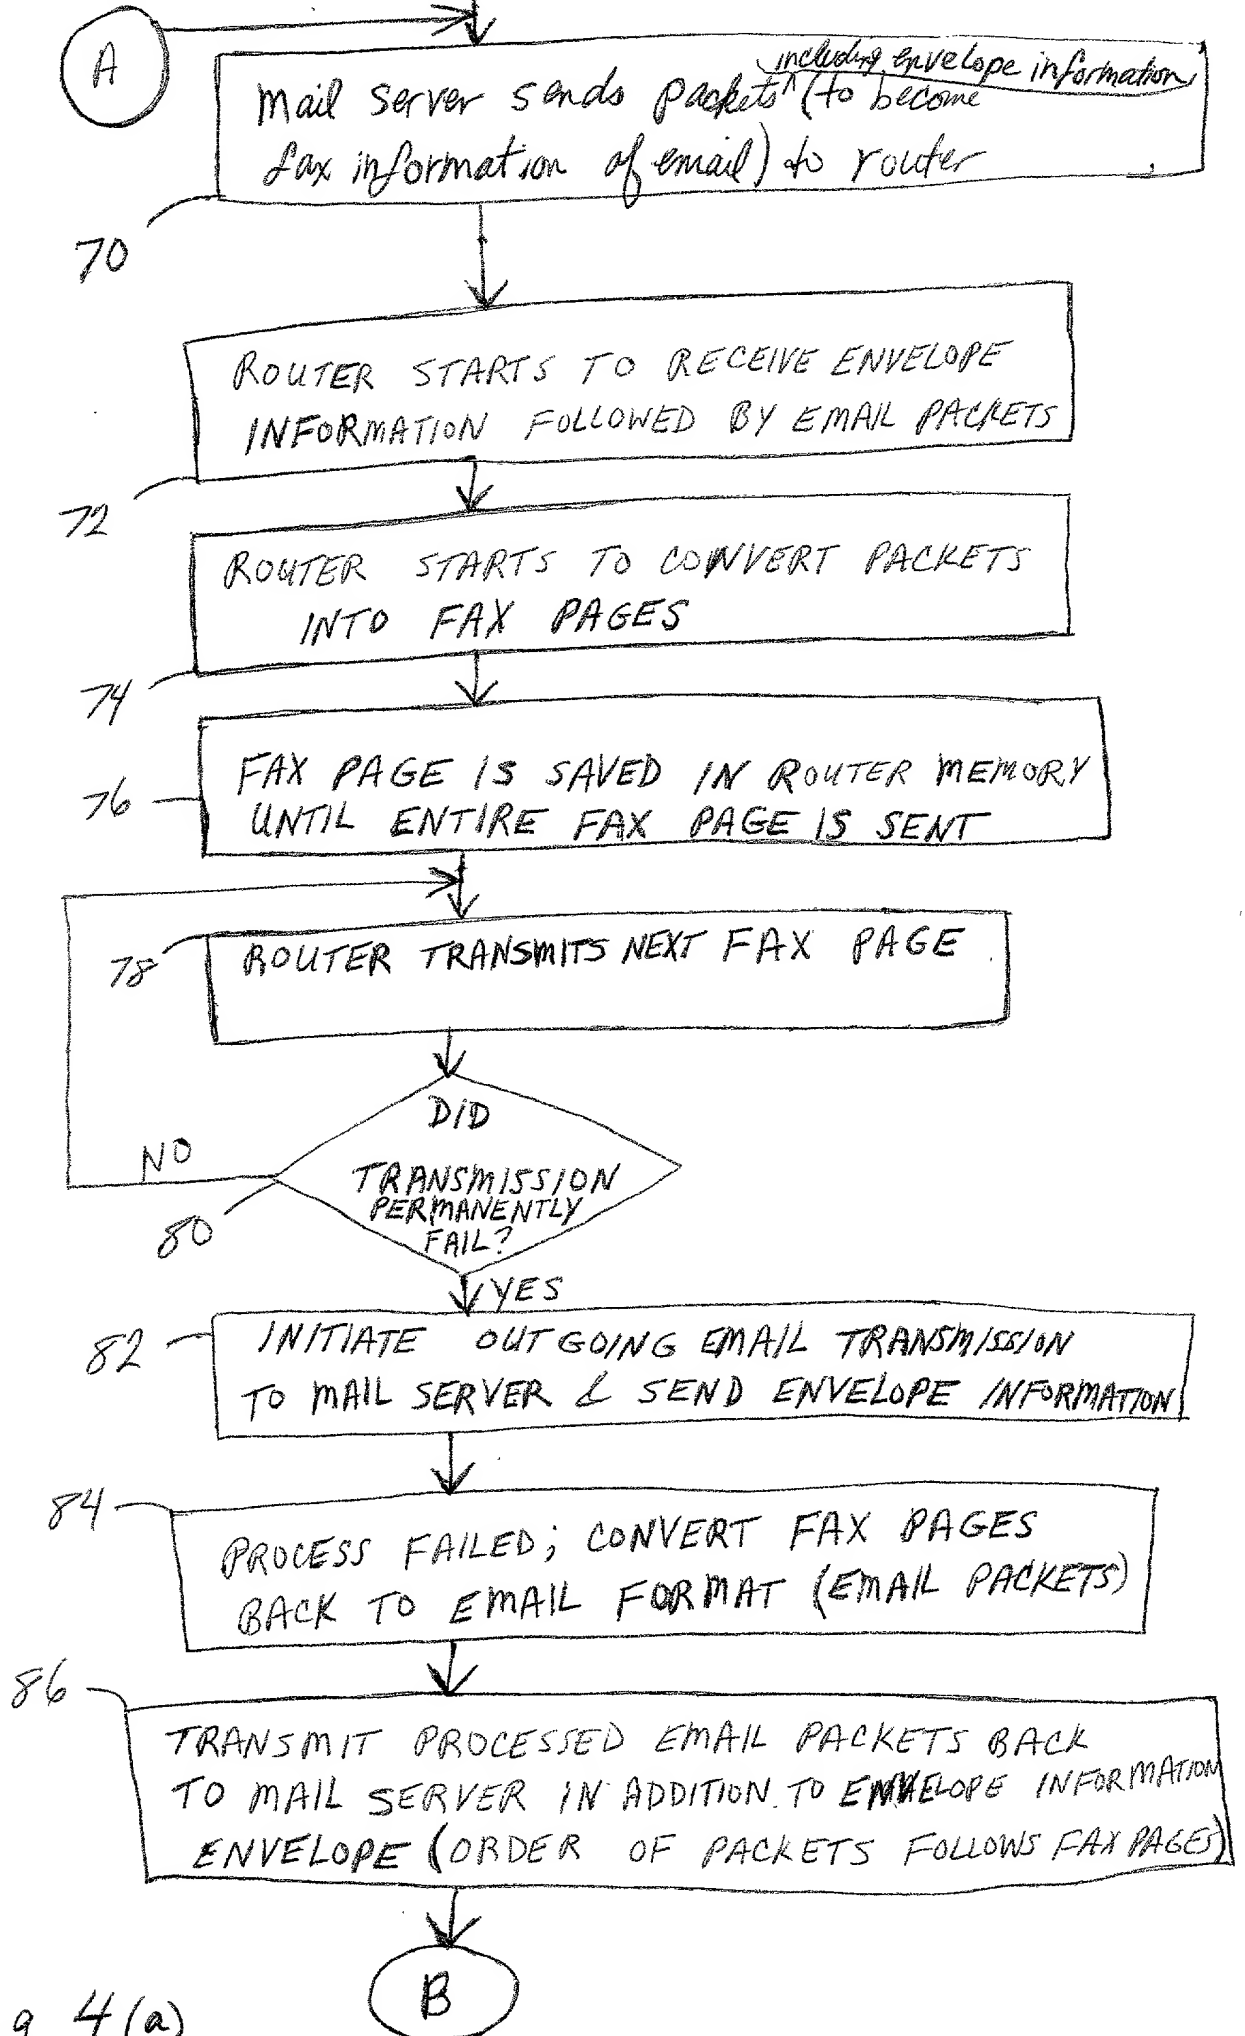 A
including envelope information
Mail server sends packets ^ (to become
fax information of email) to router
70
ROUTER STARTS TO RECEIVE ENVELOPE
INFORMATION FOLLOWED BY EMAIL PACKETS
72
ROUTER STARTS TO CONVERT PACKETS
INTO FAX PAGES
74
FAX PAGE IS SAVED IN ROUTER MEMORY
UNTIL ENTIRE FAX PAGE IS SENT
76
ROUTER TRANSMITS NEXT FAX PAGE
78
DID
TRANSMISSION
PERMANENTLY
FAIL?
NO
80
YES
82
INITIATE OUTGOING EMAIL TRANSMISSION
TO MAIL SERVER & SEND ENVELOPE INFORMATION
84
PROCESS FAILED; CONVERT FAX PAGES
BACK TO EMAIL FORMAT (EMAIL PACKETS)
86
TRANSMIT PROCESSED EMAIL PACKETS BACK
TO MAIL SERVER IN ADDITION TO ENVELOPE INFORMATION
ENVELOPE (ORDER OF PACKETS FOLLOWS FAX PAGES)
B
g 4(a)